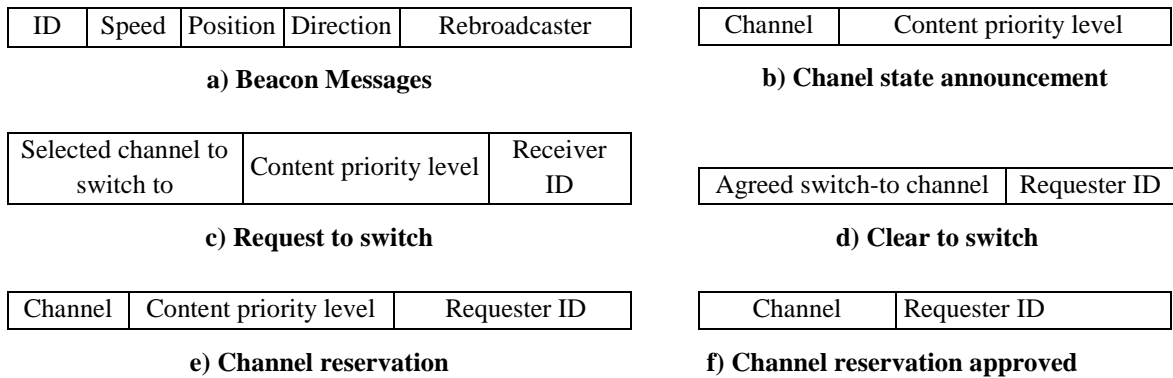 ID Speed Position Direction Rebroadcaster
a) Beacon Messages
Channel Content priority level
b) Chanel state announcement
Selected channel to
switch to
Content priority level
Receiver
ID
c) Request to switch
Agreed switch-to channel Requester ID
d) Clear to switch
Channel Content priority level Requester ID
e) Channel reservation
Channel Requester ID
f) Channel reservation approved